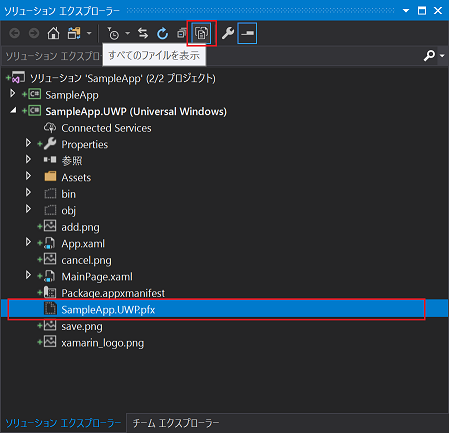 ソリューション エクスプローラー
ソリューション エクスプロ
すべてのファイルを表示
ソリューション 'SampleApp' (2/2 プロジェクト)
SampleApp
SampleApp.UWP (Universal Windows)
Connected Services
Properties
参照
Assets
bin
obj
add.png
App.xaml
cancel.png
MainPage.xaml
Package.appxmanifest
SampleApp.UWP.pfx
save.png
xamarin_logo.png
ソリューション エクスプローラー チーム エクスプローラー